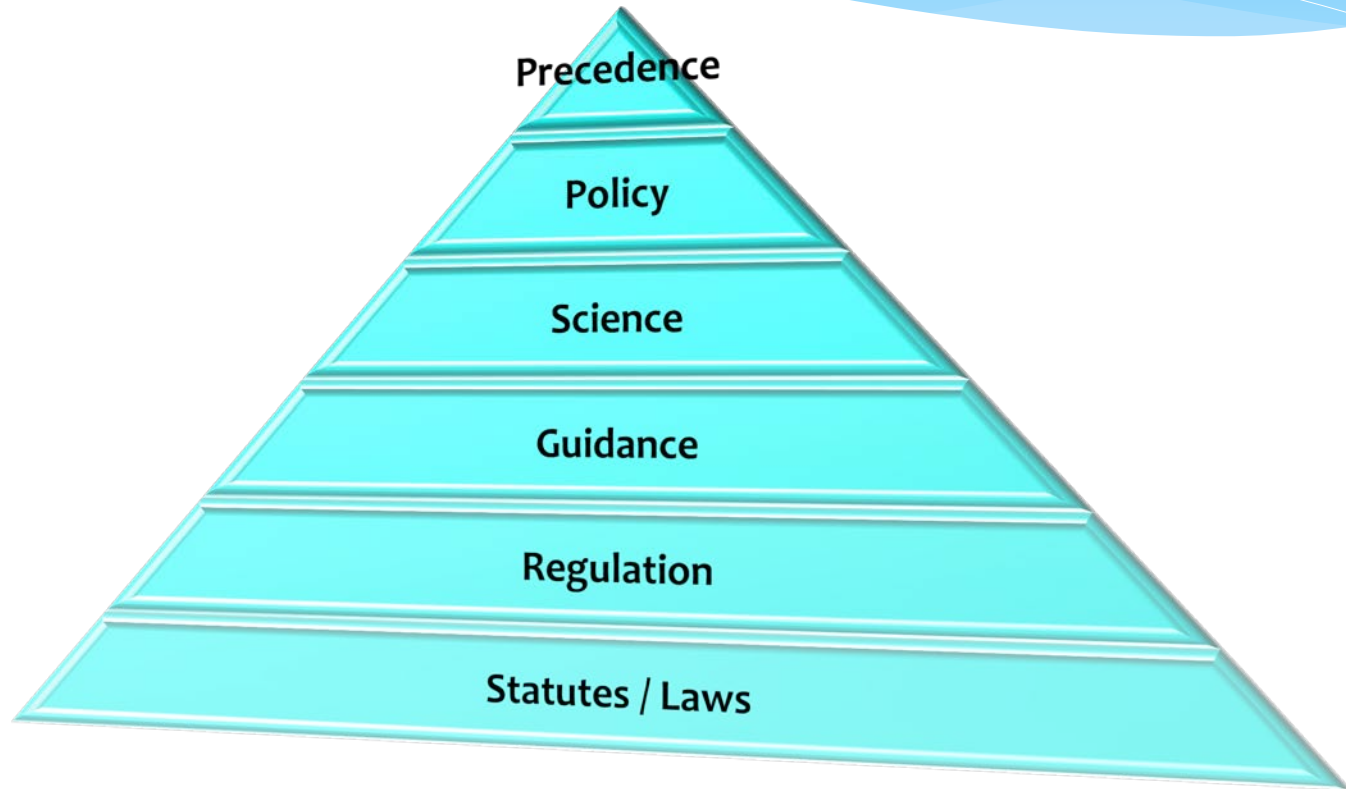 Precedence
Policy
Science
Guidance
Regulation
Statutes / Laws